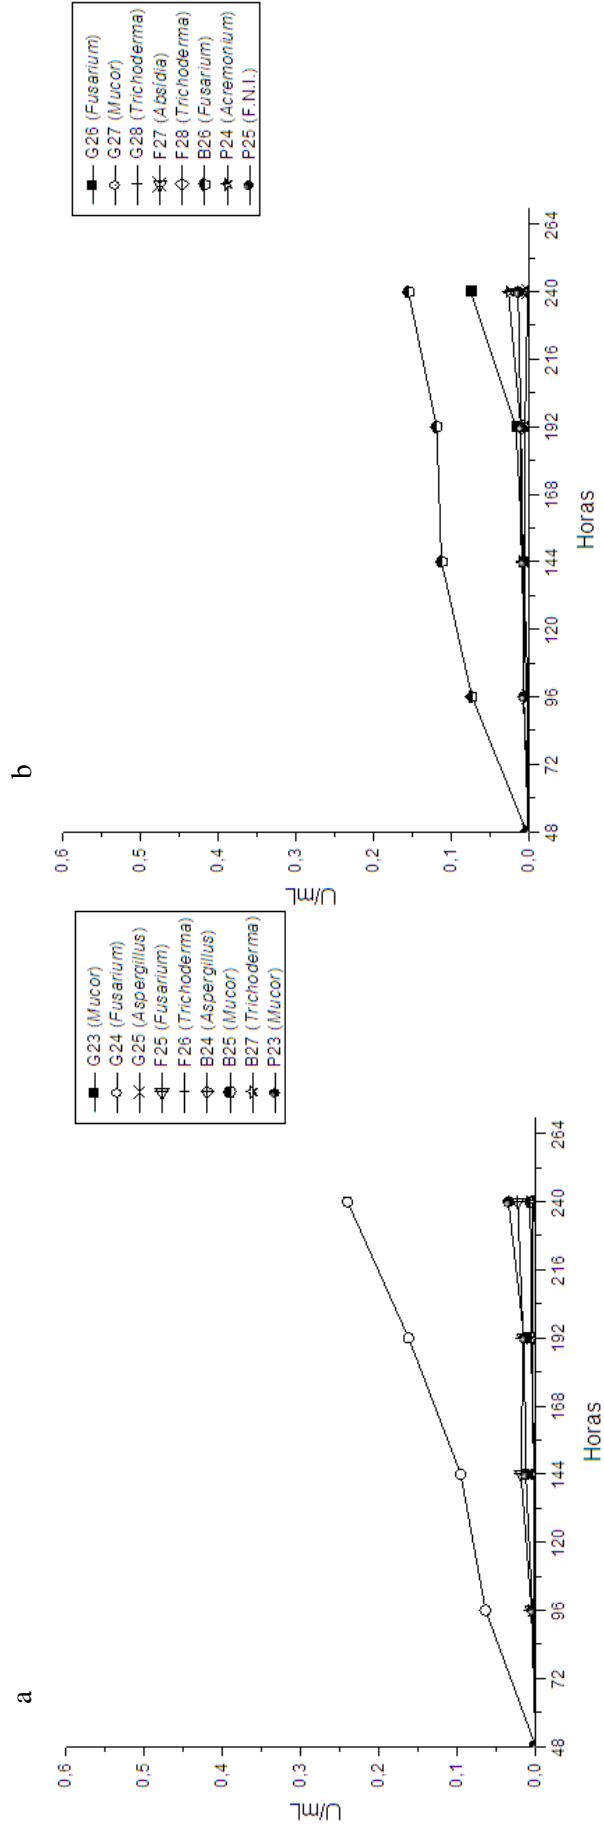 a
U/mL
0,6
0,5
0,4
0,3
0,2
0,1
0,0
48 72 96 120 144 168 192 216 240 264
Horas
G23 (Mucor)
G24 (Fusarium)
G25 (Aspergillus)
F25 (Fusarium)
F26 (Trichoderma)
B24 (Aspergillus)
B25 (Mucor)
B27 (Trichoderma)
P23 (Mucor)
b
U/mL
0,6
0,5
0,4
0,3
0,2
0,1
0,0
48 72 96 120 144 168 192 216 240 264
Horas
G26 (Fusarium)
G27 (Mucor)
G28 (Trichoderma)
F27 (Absidia)
F28 (Trichoderma)
B26 (Fusarium)
P24 (Acremonium)
P25 (F.N.I.)